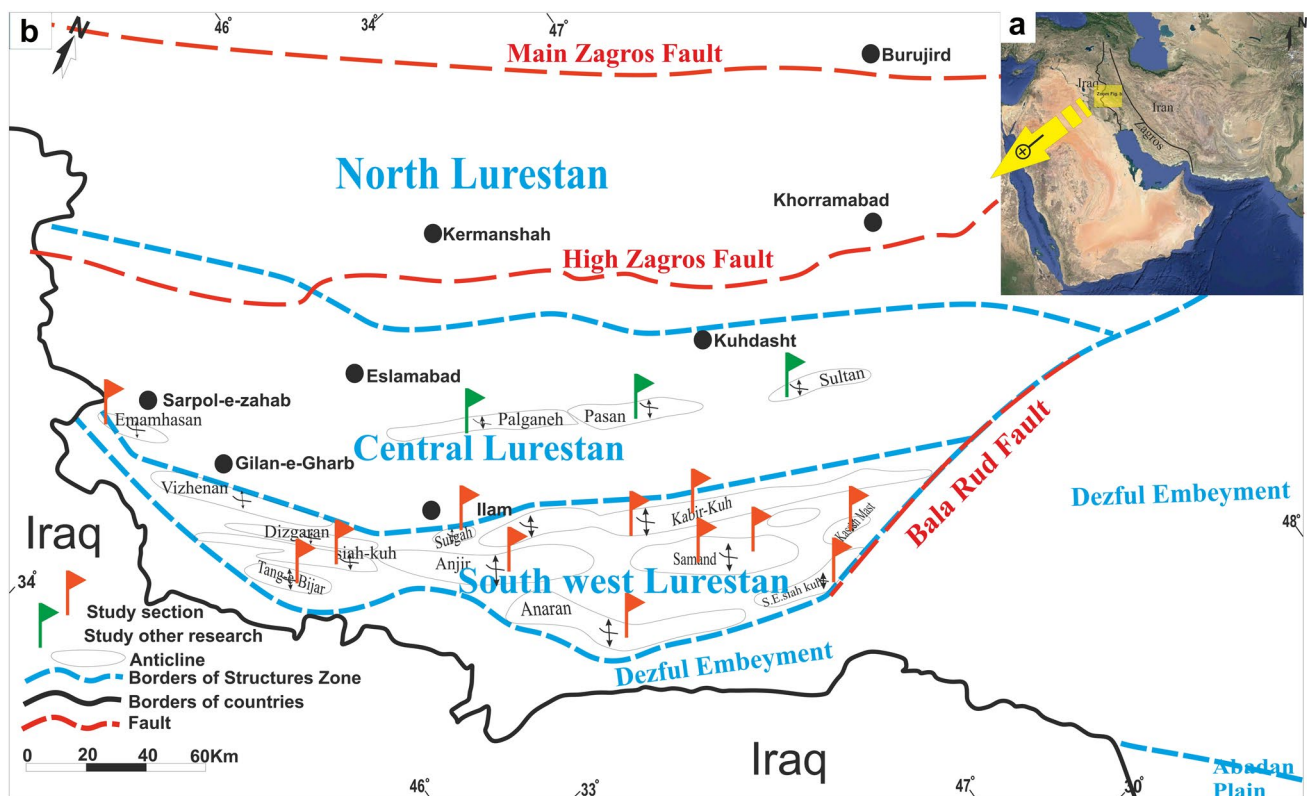 b
N
46°
34°
47°
a
N
Main Zagros Fault
Burujird
Iraq
Zoom Fig. b
Iran
Zagros
North Lurestan
Khorramabad
Kermanshah
High Zagros Fault
Kuhdasht
Eslamabad
Sultan
Sarpol-e-zahab
Emamhasan
Palganeh
Pasan
Central Lurestan
Gilan-e-Gharb
Vizhenan
Bala Rud Fault
Dezful Embeyment
Ilam
Kabir-Kuh
Dizgaran
Surgah
Kaseh Mast
48°
Iraq
siah-kuh
Anjir
Samand
Tang-e Bijar
South west Lurestan
S.E.siah kuh
34°
Anaran
Study section
Study other research
Anticline
Borders of Structures Zone
Dezful Embeyment
Borders of countries
Fault
0 20 40 60Km
Iraq
Abadan
Plain
46°
33°
47°
30°